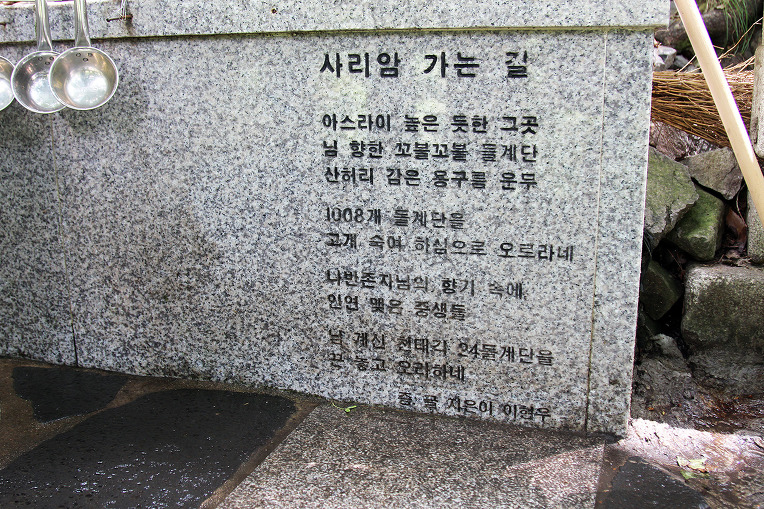 사리암 가는 길
아스라이 높은 듯한 그곳
님 향한 꼬불꼬불 돌계단
산허리 감은 용구름 운무
1008개 돌계단을
고개 숙여 하심으로 오르라네
나반존자님의 향기 속에
인연 맺은 중생들
날 계신 천태각 24돌계단을
끈 놓고 오라하네
지은이 이현우